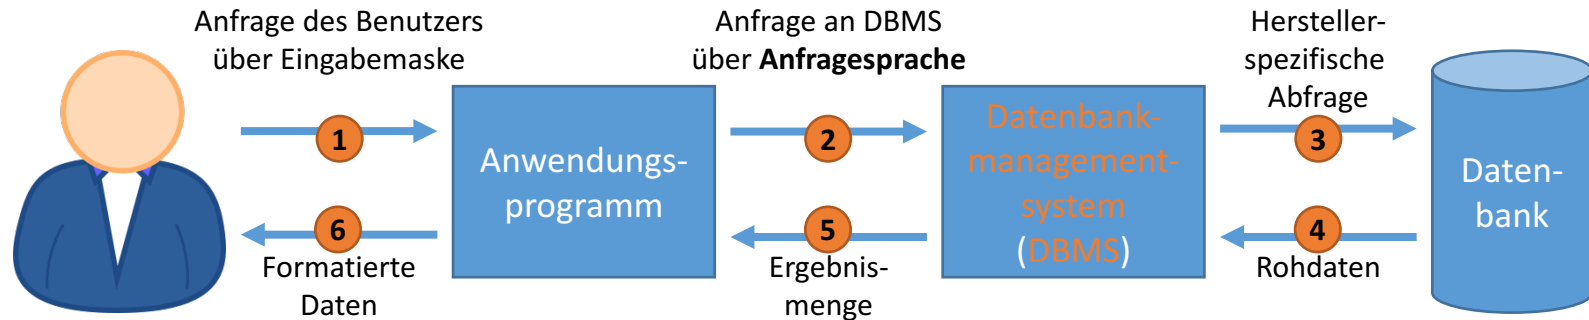 Anfrage des Benutzers
über Eingabemaske
Anfrage an DBMS
über Anfragesprache
Hersteller-
spezifische
Abfrage
1
2
3
Anwendungs-
programm
Datenbank-
management-
system
(DBMS)
Daten-
bank
6
5
4
Formatierte
Daten
Ergebnis-
menge
Rohdaten